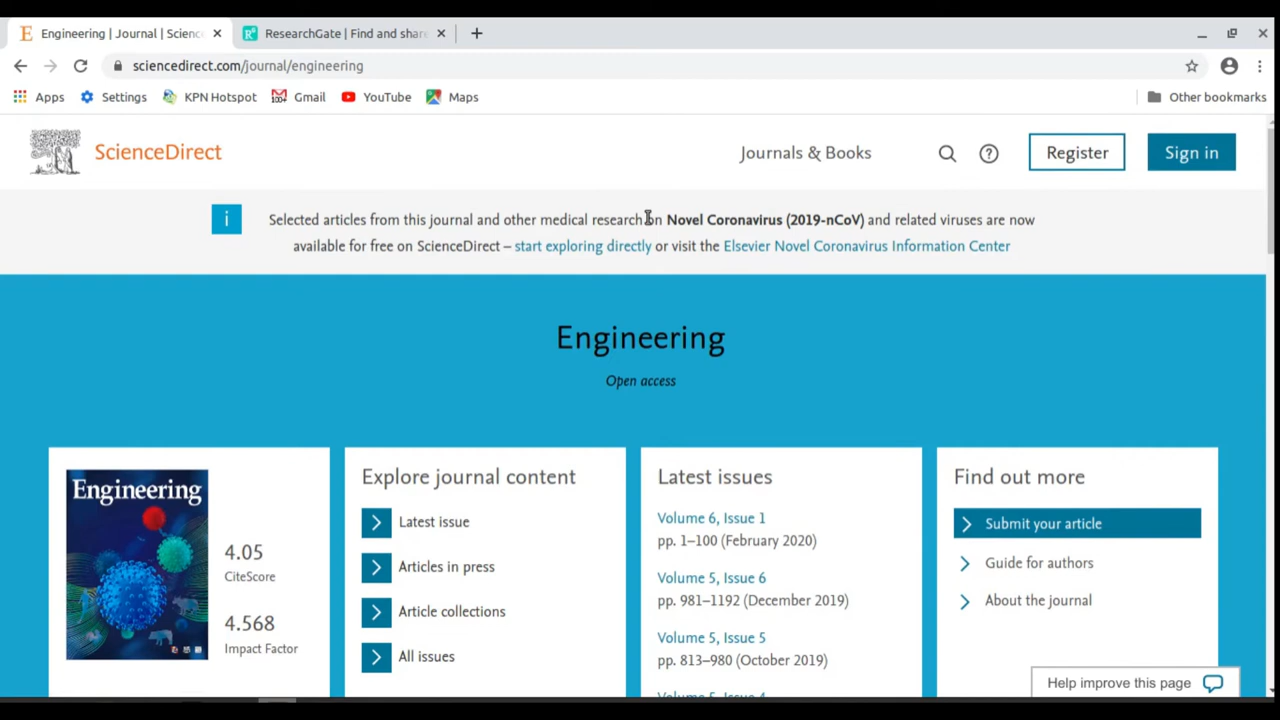 Engineering | Journal | Scienc
ResearchGate | Find and share
sciencedirect.com/journal/engineering
Apps
Settings
KPN Hotspot
Gmail
YouTube
Maps
Other bookmarks
ScienceDirect
Journals & Books
Register
Sign in
Selected articles from this journal and other medical research on Novel Coronavirus (2019-nCoV) and related viruses are now
available for free on ScienceDirect – start exploring directly or visit the Elsevier Novel Coronavirus Information Center
Engineering
Open access
Engineering
4.05
CiteScore
4.568
Impact Factor
Explore journal content
Latest issue
Articles in press
Article collections
All issues
Latest issues
Volume 6, Issue 1
pp. 1–100 (February 2020)
Volume 5, Issue 6
pp. 981–1192 (December 2019)
Volume 5, Issue 5
pp. 813–980 (October 2019)
Volume 5, Issue 4
Find out more
Submit your article
Guide for authors
About the journal
Help improve this page